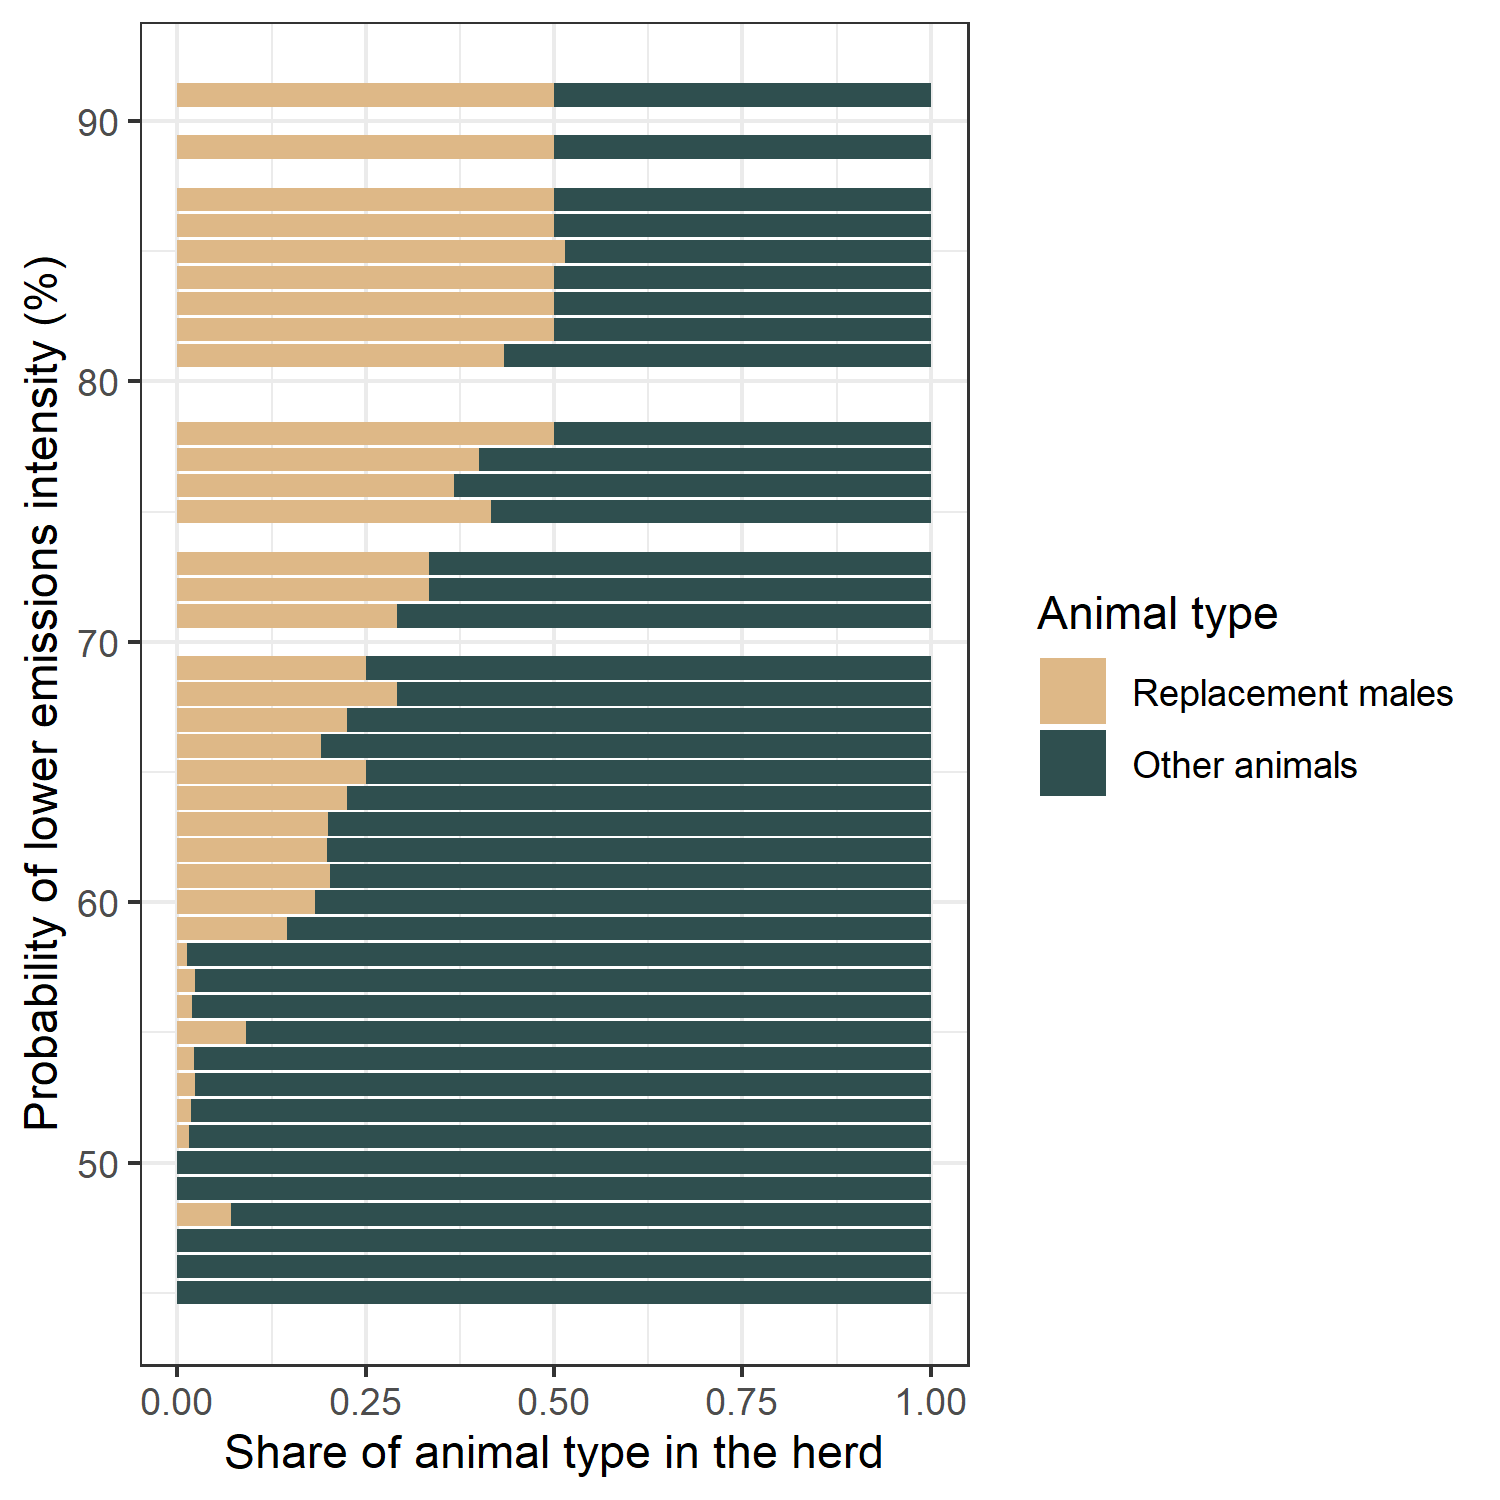 Probability of lower emissions intensity (%)
90
80
70
60
50
0.00 0.25 0.50 0.75 1.00
Share of animal type in the herd
Animal type
Replacement males
Other animals